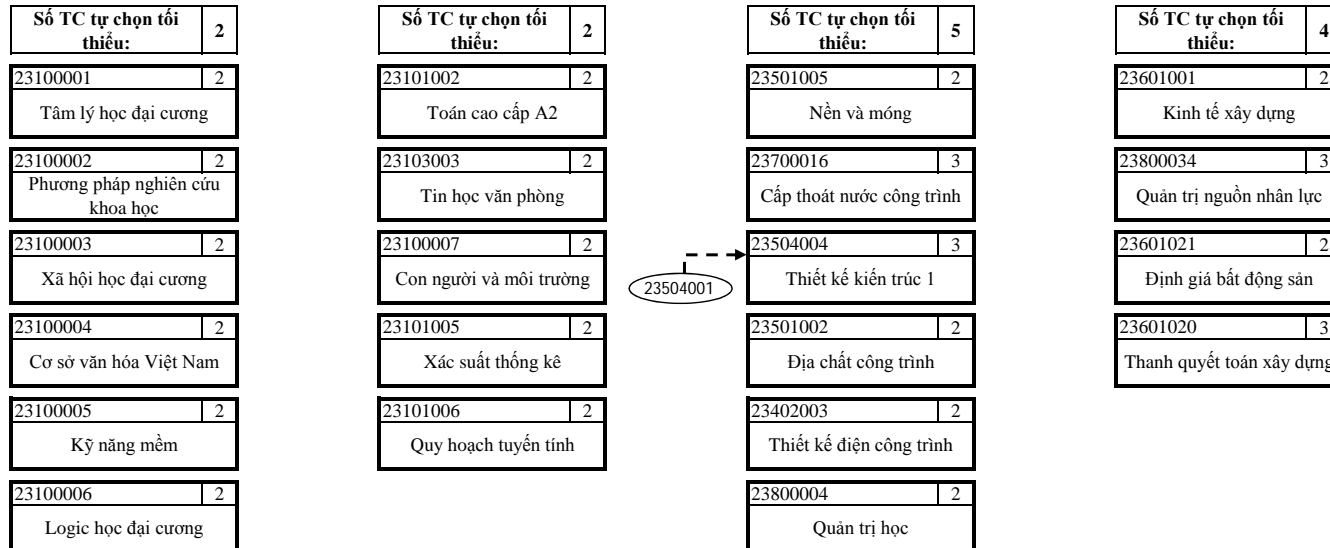 Số TC tự chọn tối
thiểu:
2
23100001 2
Tâm lý học đại cương
23100002 2
Phương pháp nghiên cứu
khoa học
23100003 2
Xã hội học đại cương
23100004 2
Cơ sở văn hóa Việt Nam
23100005 2
Kỹ năng mềm
23100006 2
Logic học đại cương
Số TC tự chọn tối
thiểu:
2
23101002 2
Toán cao cấp A2
23103003 2
Tin học văn phòng
23100007 2
Con người và môi trường
23101005 2
Xác suất thống kê
23101006 2
Quy hoạch tuyến tính
Số TC tự chọn tối
thiểu:
5
23501005 2
Nền và móng
23700016 3
Cấp thoát nước công trình
23504001
23504004 3
Thiết kế kiến trúc 1
23501002 2
Địa chất công trình
23402003 2
Thiết kế điện công trình
23800004 2
Quản trị học
Số TC tự chọn tối
thiểu:
4
23601001 2
Kinh tế xây dựng
23800034 3
Quản trị nguồn nhân lực
23601021 2
Định giá bất động sản
23601020 3
Thanh quyết toán xây dựng